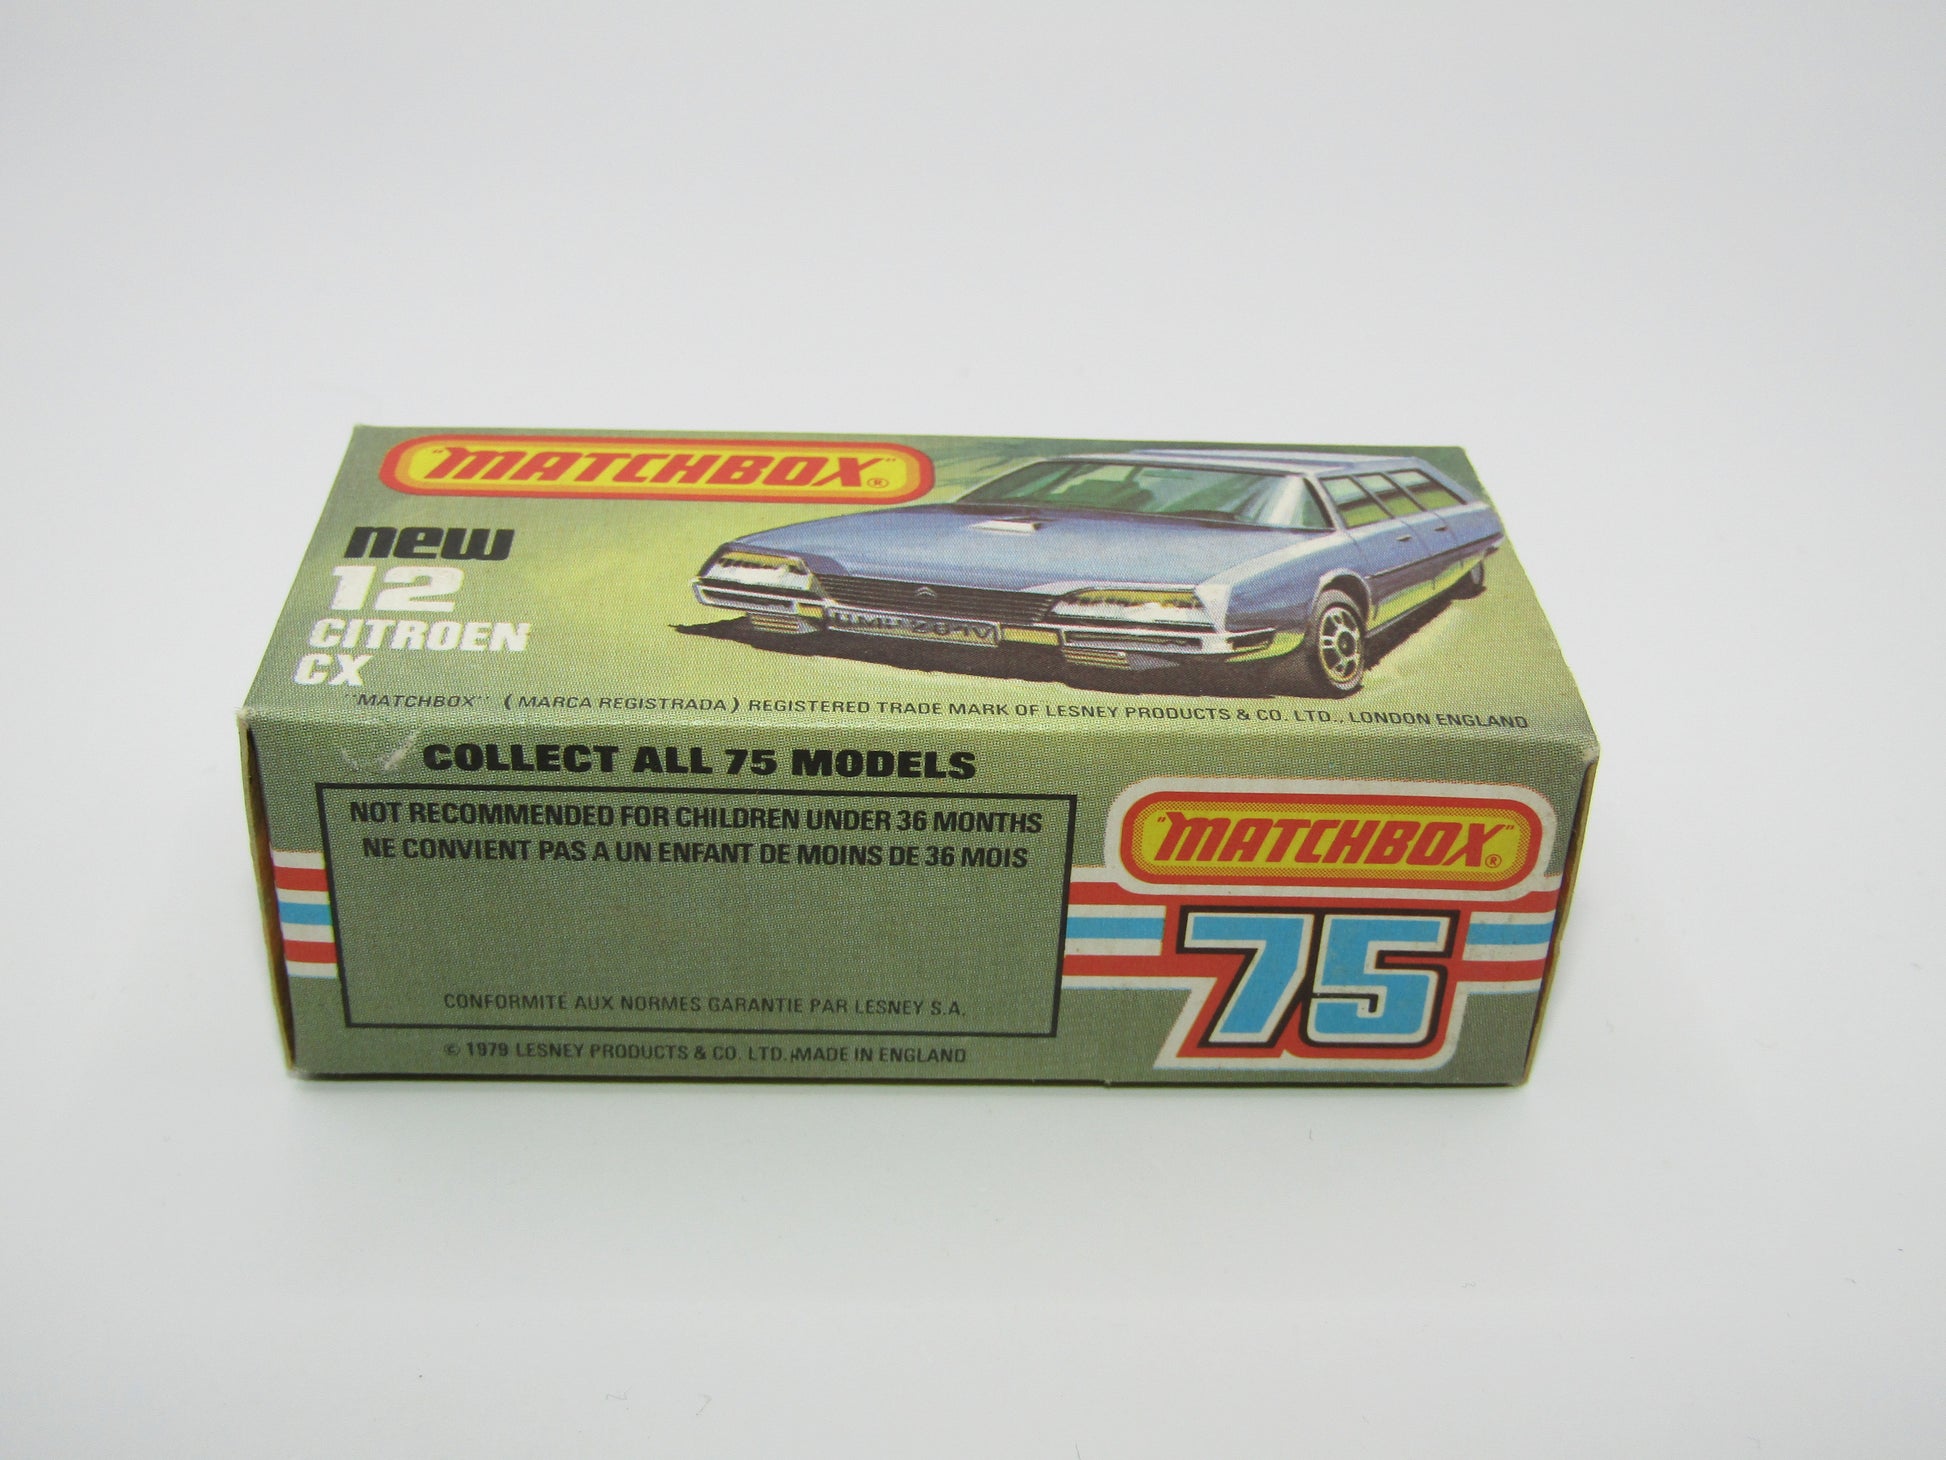 "MATCHBOX"®
new
12
CITROEN
CX
"MATCHBOX" (MARCA REGISTRADA) REGISTERED TRADE MARK OF LESNEY PRODUCTS & CO. LTD., LONDON ENGLAND
COLLECT ALL 75 MODELS
NOT RECOMMENDED FOR CHILDREN UNDER 36 MONTHS
NE CONVIENT PAS A UN ENFANT DE MOINS DE 36 MOIS
CONFORMITE AUX NORMES GARANTIE PAR LESNEY S.A.
© 1979 LESNEY PRODUCTS & CO. LTD. MADE IN ENGLAND
"MATCHBOX"®
75